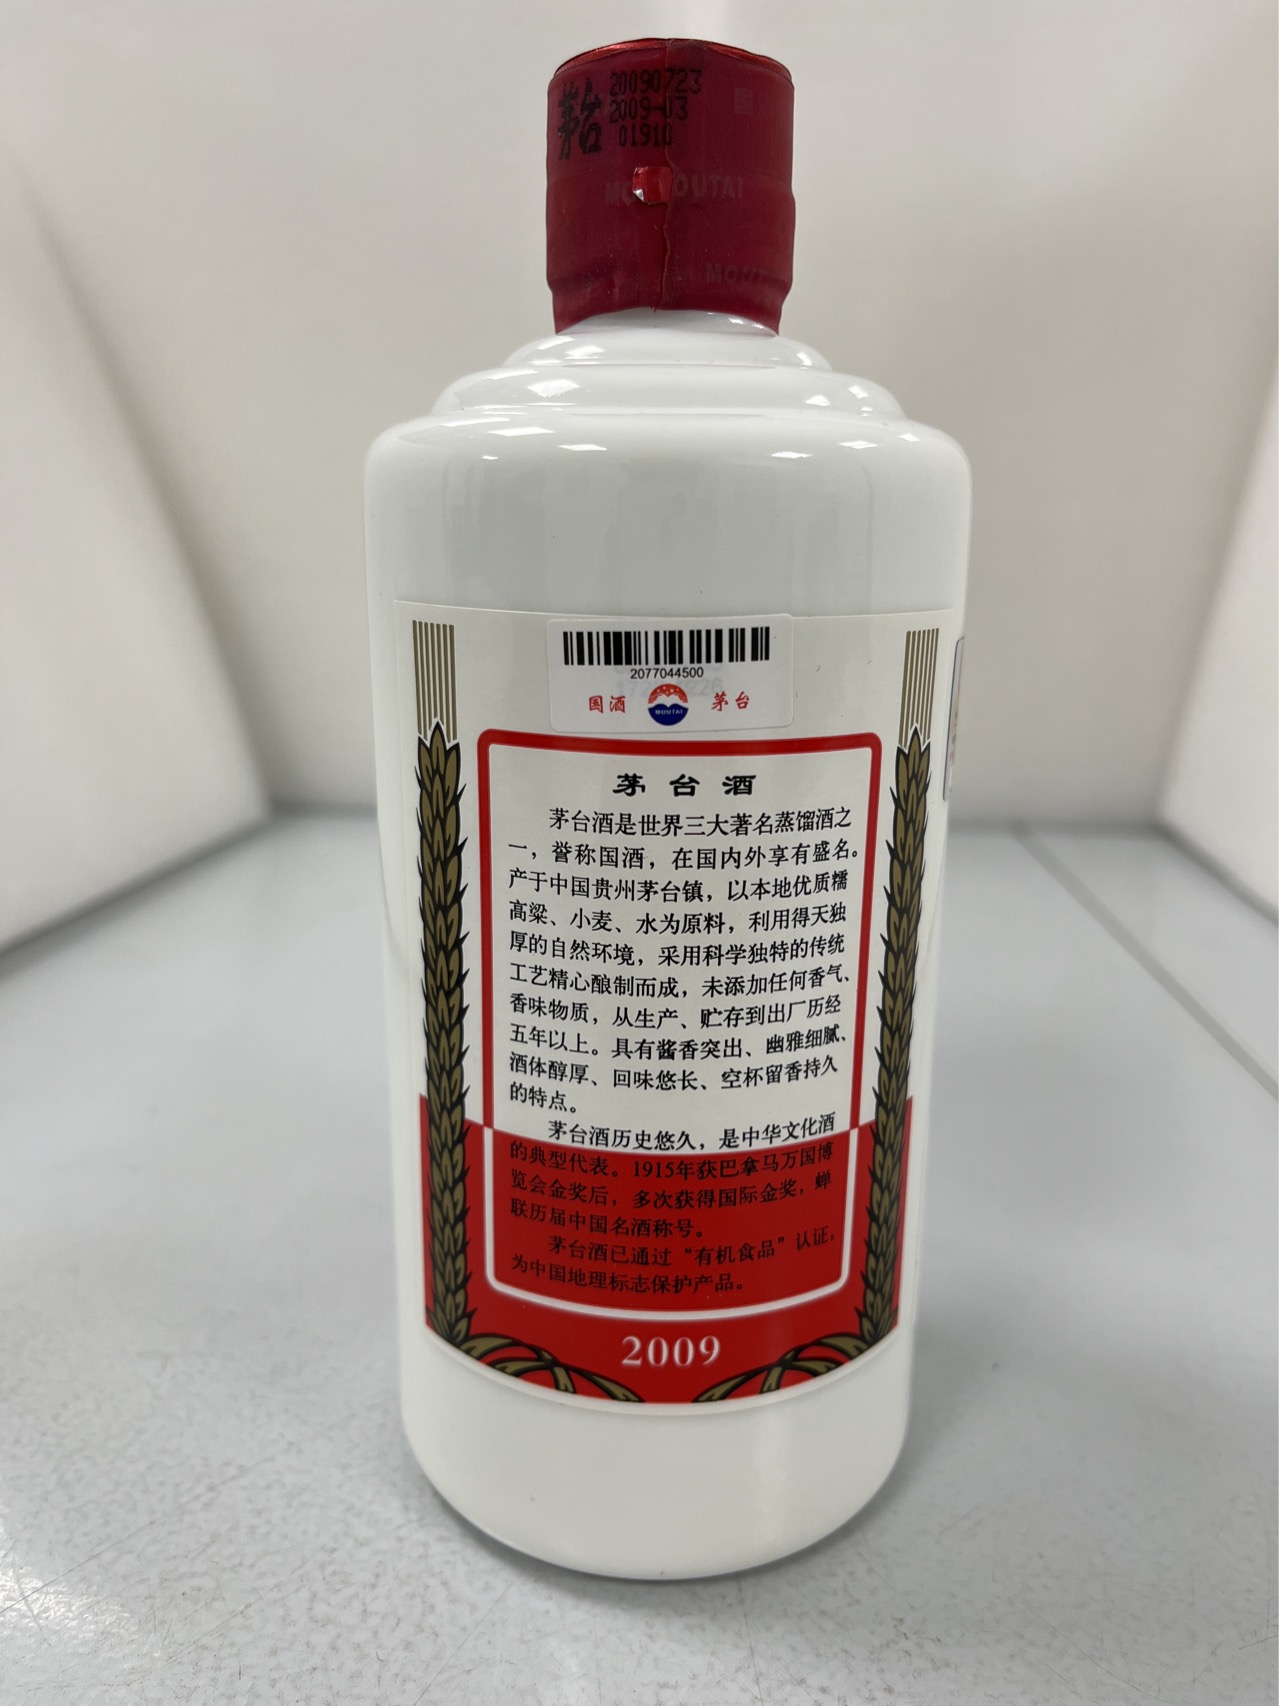 茅台
20090723
2009-03
01910
MOUTAI
2077044500
国酒
MOUTAI
茅台
茅台酒
茅台酒是世界三大著名蒸馏酒之
一，誉称国酒，在国内外享有盛名。
产于中国贵州茅台镇，以本地优质糯
高粱、小麦、水为原料，利用得天独
厚的自然环境，采用科学独特的传统
工艺精心酿制而成，未添加任何香气、
香味物质，从生产、贮存到出厂历经
五年以上。具有酱香突出、幽雅细腻、
酒体醇厚、回味悠长、空杯留香持久
的特点。
茅台酒历史悠久，是中华文化酒
的典型代表。1915年获巴拿马万国博
览会金奖后，多次获得国际金奖，蝉
联历届中国名酒称号。
茅台酒已通过“有机食品”认证，
为中国地理标志保护产品。
2009